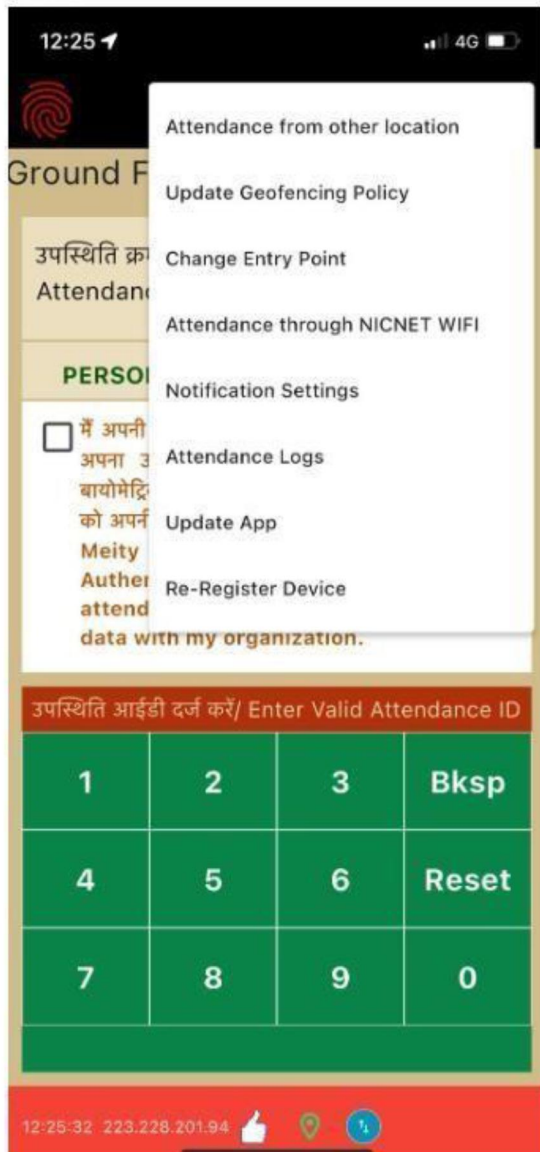 12:25
4G
Attendance from other location
Ground F
Update Geofencing Policy
उपस्थिति क्र
Change Entry Point
Attendanc
Attendance through NICNET WIFI
PERSO
Notification Settings
मैं अपनी
Attendance Logs
अपना उ
बायोमेट्रि
को अपनी
Update App
Meity
Authen
Re-Register Device
attend
data with my organization.
उपस्थिति आईडी दर्ज करें/ Enter Valid Attendance ID
1 2 3 Bksp
4 5 6 Reset
7 8 9 0
12:25:32 223.228.201.94